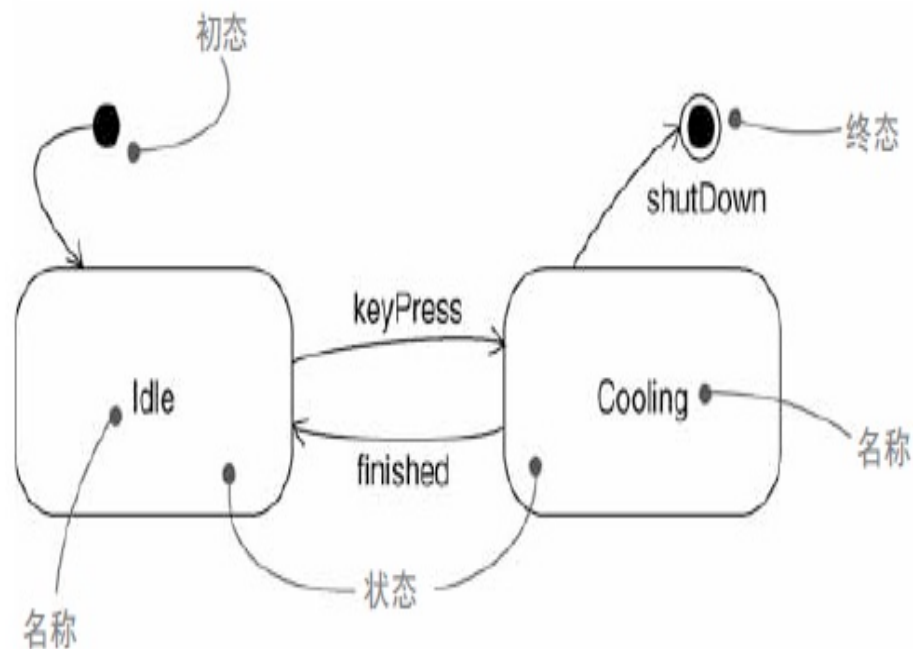 初态
终态
shutDown
keyPress
Idle
Cooling
名称
finished
状态
名称